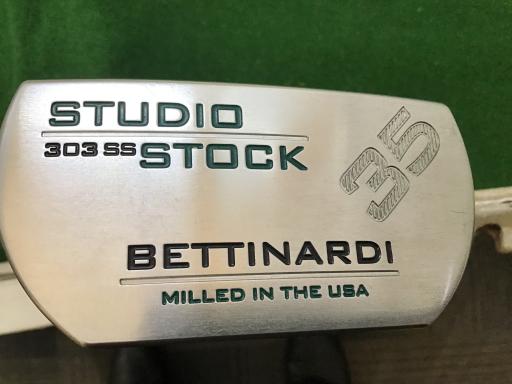 STUDIO
303 SS STOCK
35
BETTINARDI
MILLED IN THE USA